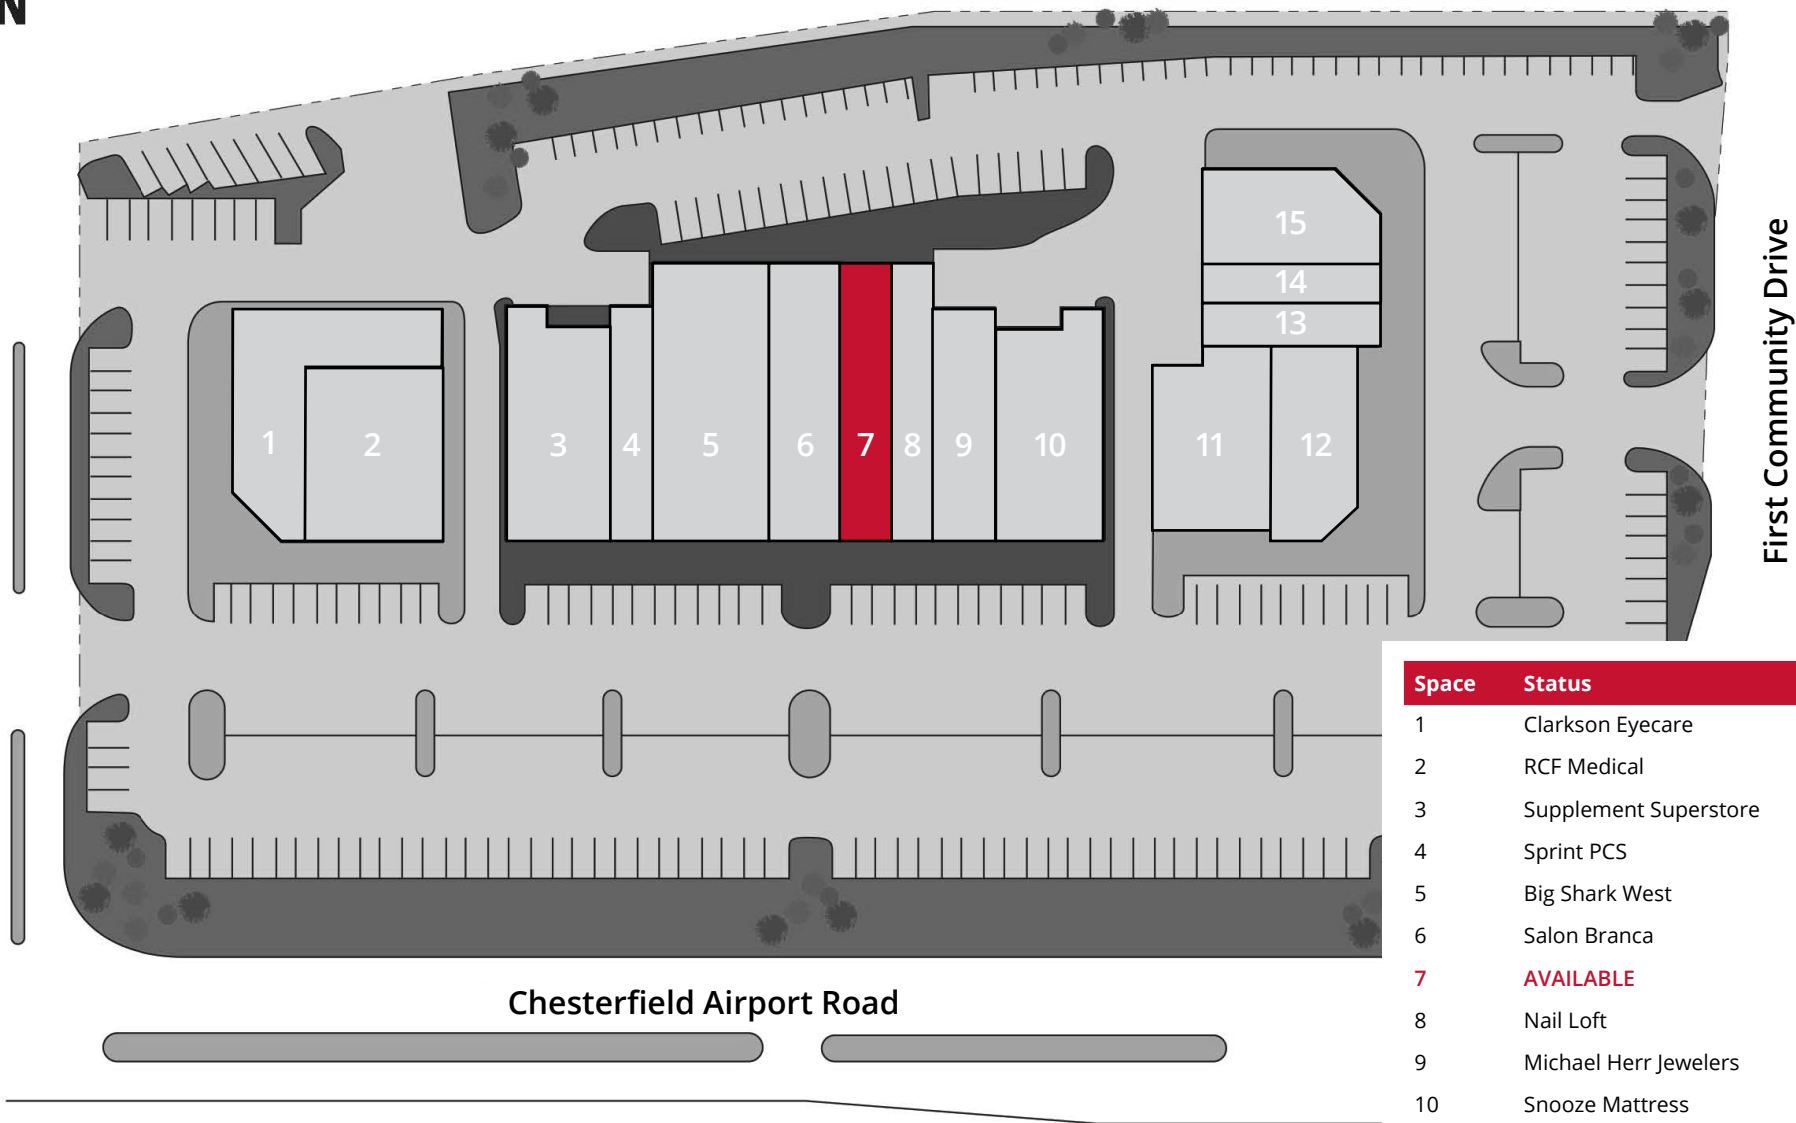 N
15
14
13
1
2
3
4
5
6
7
8
9
10
11
12
First Community Drive
Chesterfield Airport Road
Space Status
1 Clarkson Eyecare
2 RCF Medical
3 Supplement Superstore
4 Sprint PCS
5 Big Shark West
6 Salon Branca
7 AVAILABLE
8 Nail Loft
9 Michael Herr Jewelers
10 Snooze Mattress